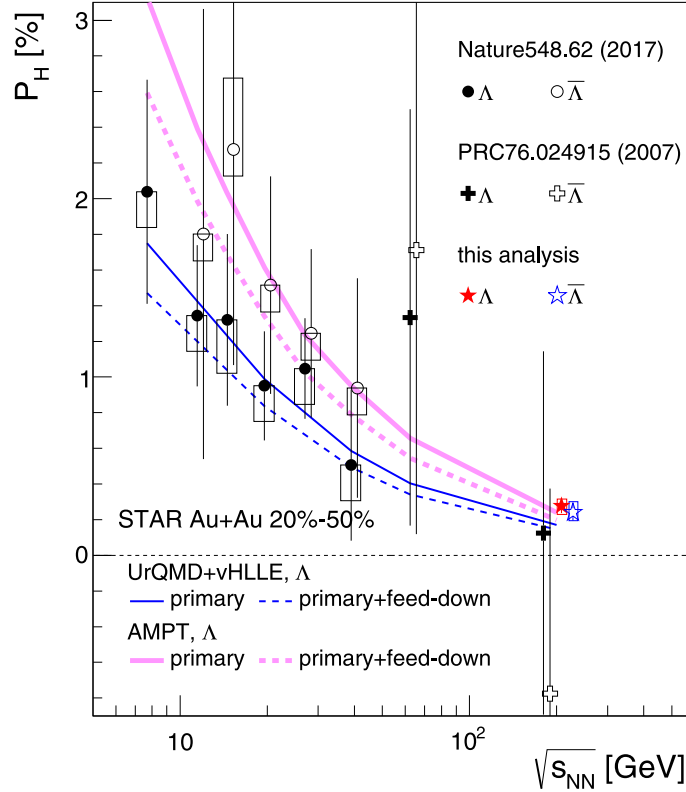 P_H [%]
3
2
1
0
Nature548.62 (2017)
Λ Λ̅
PRC76.024915 (2007)
Λ Λ̅
this analysis
Λ Λ̅
STAR Au+Au 20%-50%
UrQMD+vHLLE, Λ
primary primary+feed-down
AMPT, Λ
primary primary+feed-down
10 10²
√s_NN [GeV]